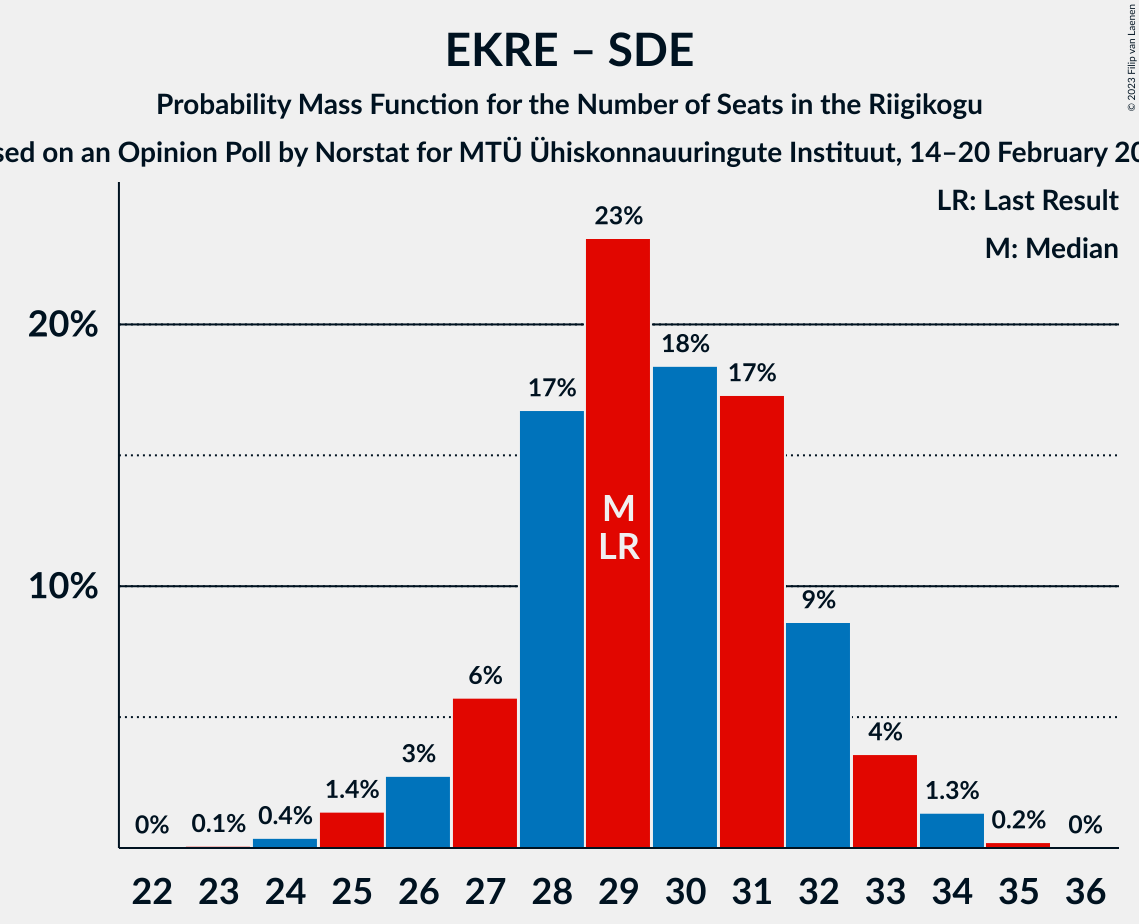 EKRE – SDE
Probability Mass Function for the Number of Seats in the Riigikogu
on an Opinion Poll by Norstat for MTÜ Ühiskonnauuringute Instituut, 14–20 February
© 2023 Filip van Laenen
LR: Last Result
M: Median
20%
10%
0%
0.1%
0.4%
1.4%
3%
6%
17%
23%
18%
17%
9%
4%
1.3%
0.2%
0%
M
LR
22 23 24 25 26 27 28 29 30 31 32 33 34 35 36